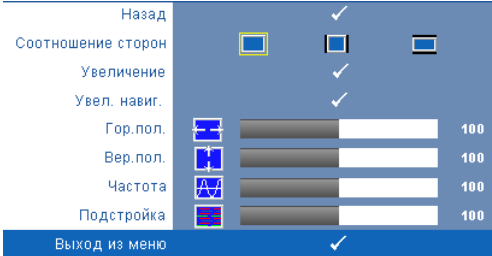 Назад
Соотношение сторон
Увеличение
Увел. навиг.
Гор.пол. 100
Вер.пол. 100
Частота 100
Подстройка 100
Выход из меню